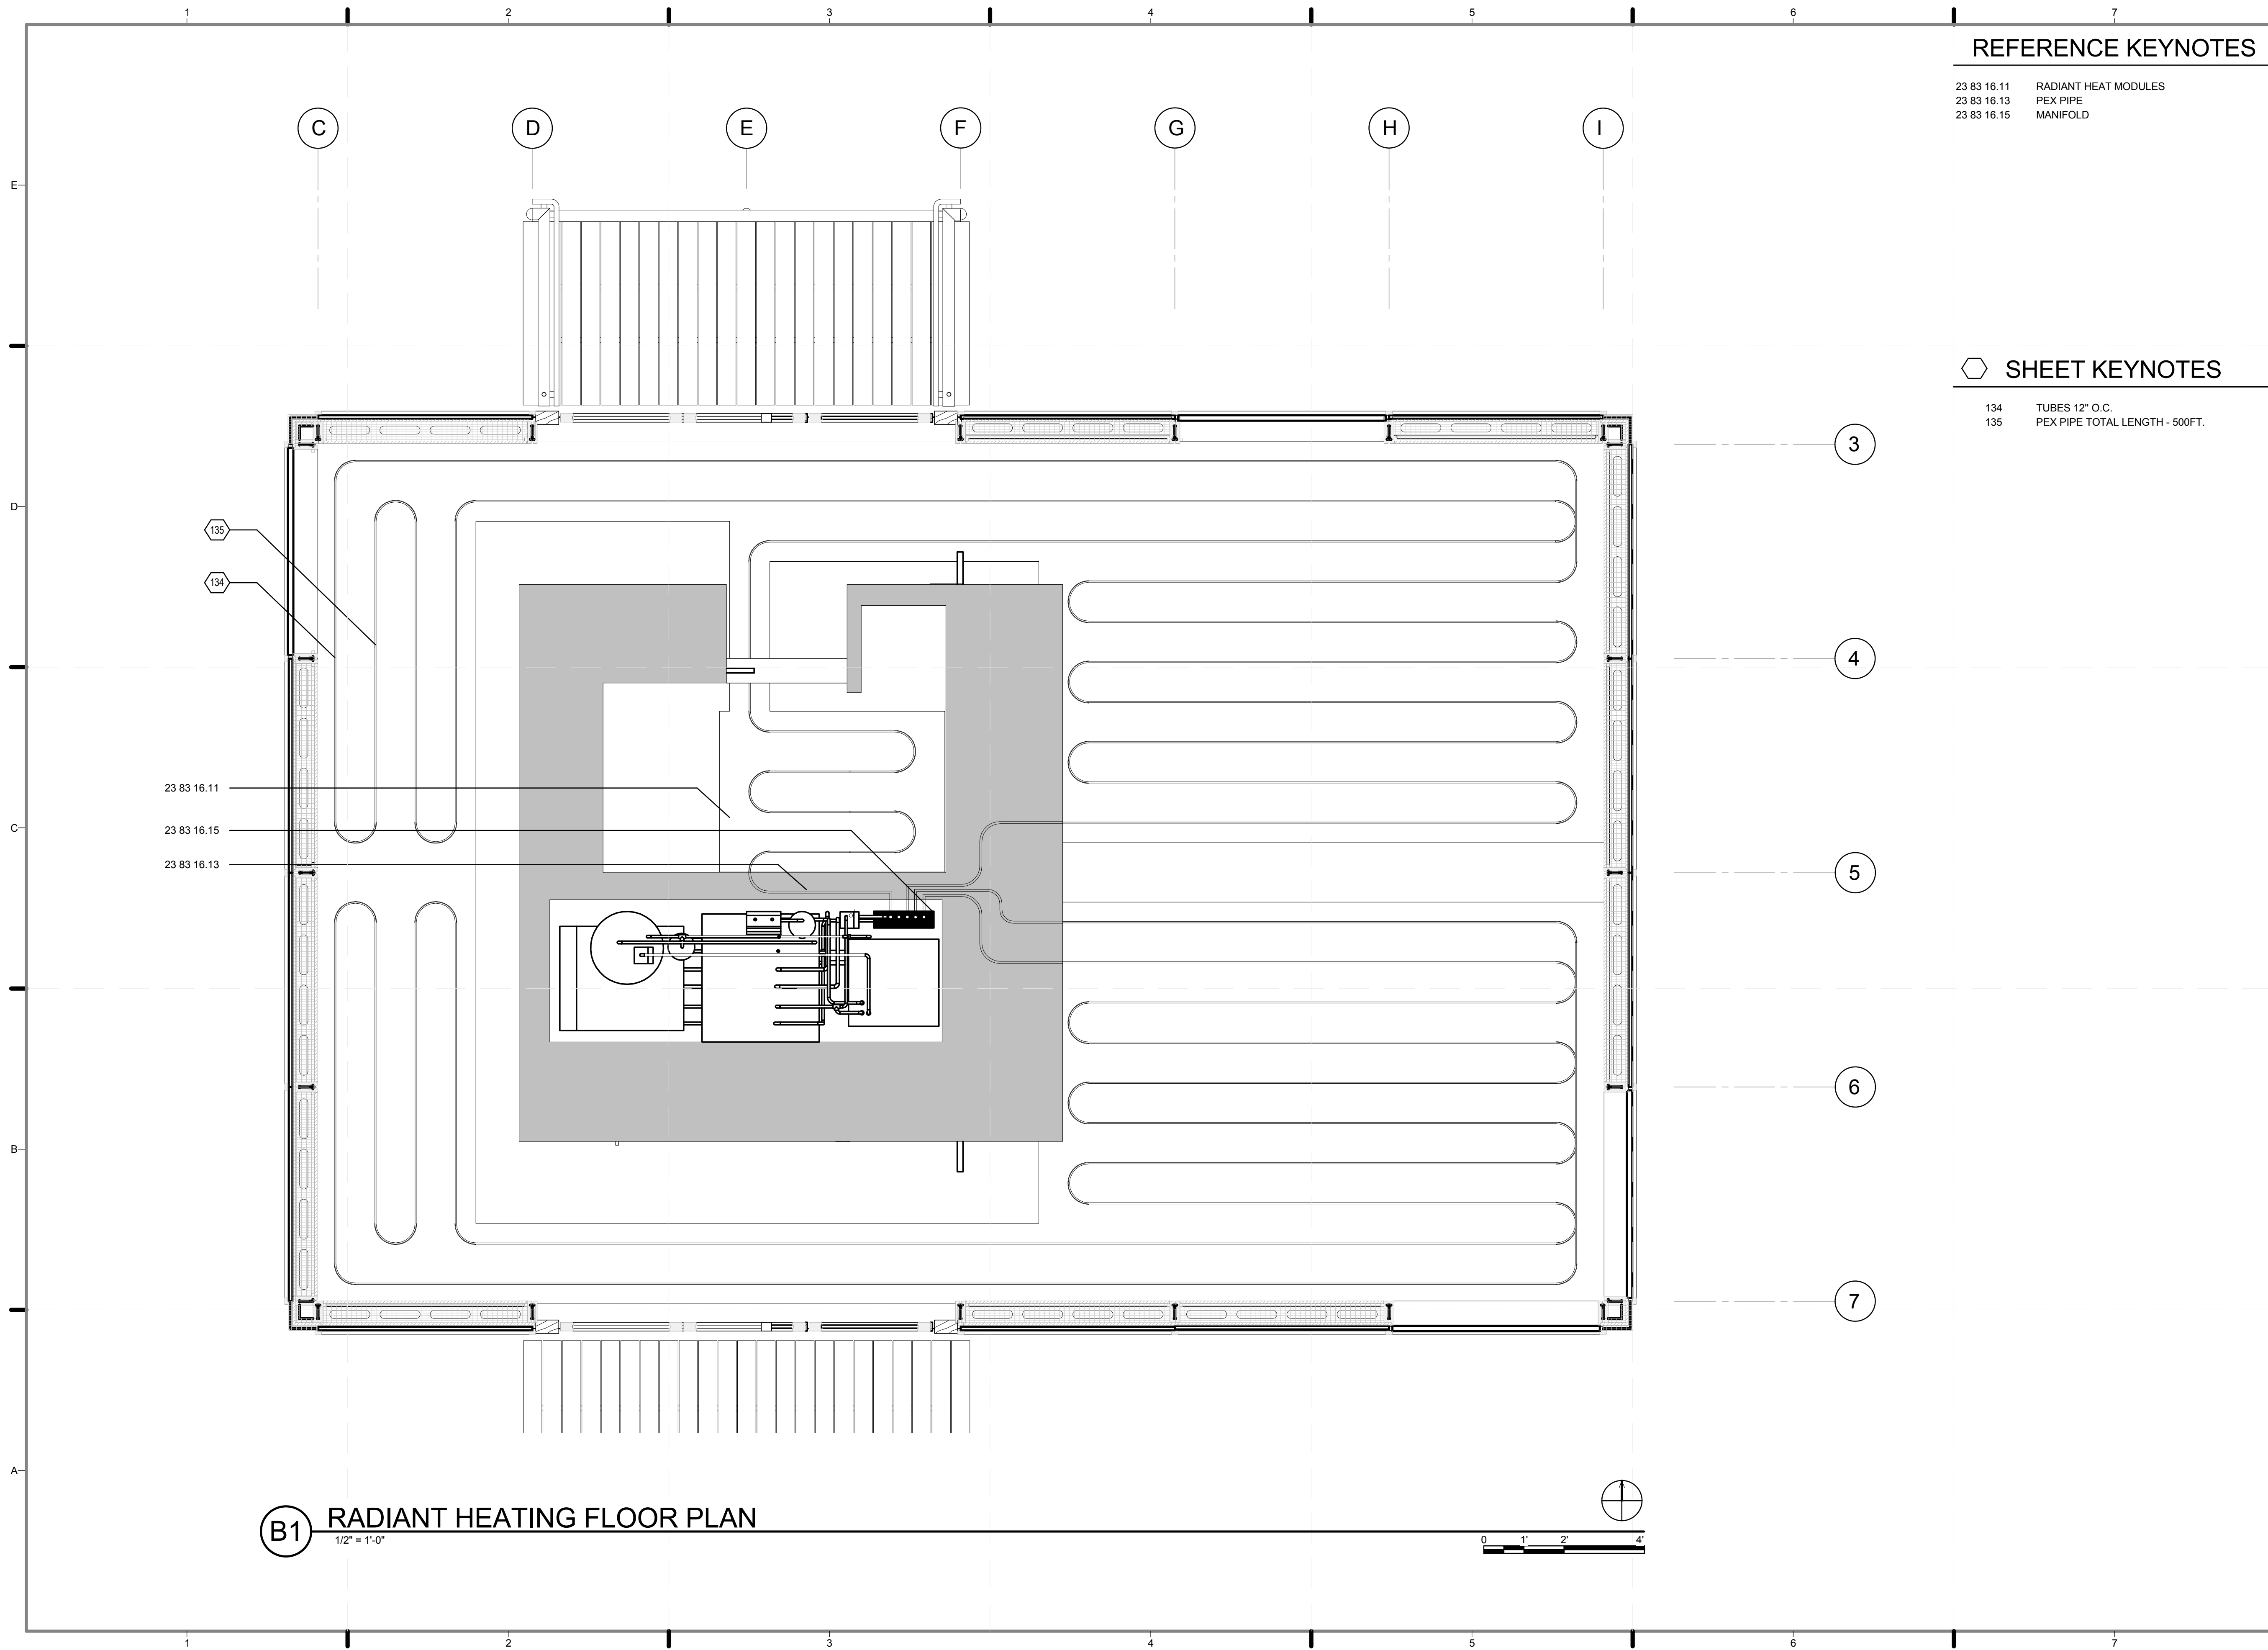 1 2 3 4 5 6 7
REFERENCE KEYNOTES
23 83 16.11 RADIANT HEAT MODULES
23 83 16.13 PEX PIPE
23 83 16.15 MANIFOLD
C D E F G H I
E
SHEET KEYNOTES
134 TUBES 12" O.C.
135 PEX PIPE TOTAL LENGTH - 500FT.
3
D
135
134
4
23 83 16.11
C
23 83 16.15
23 83 16.13
5
6
B
7
A
B1 RADIANT HEATING FLOOR PLAN
1/2" = 1'-0"
0 1' 2' 4'
1 2 3 4 5 6 7